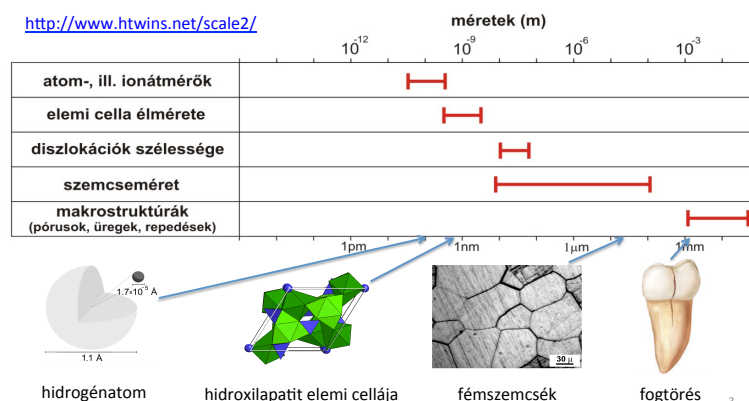 http://www.htwins.net/scale2/
méretek (m)
10⁻¹² 10⁻⁹ 10⁻⁶ 10⁻³
atom-, ill. ionátmérők
elemi cella élmérete
diszlokációk szélessége
szemcseméret
makrostruktúrák
(pórusok, üregek, repedések)
1pm 1nm 1μm 1mm
1.7×10⁻⁵ Å
1.1 Å
30 μ
hidrogénatom hidroxilapatit elemi cellája fémszemcsék fogtörés